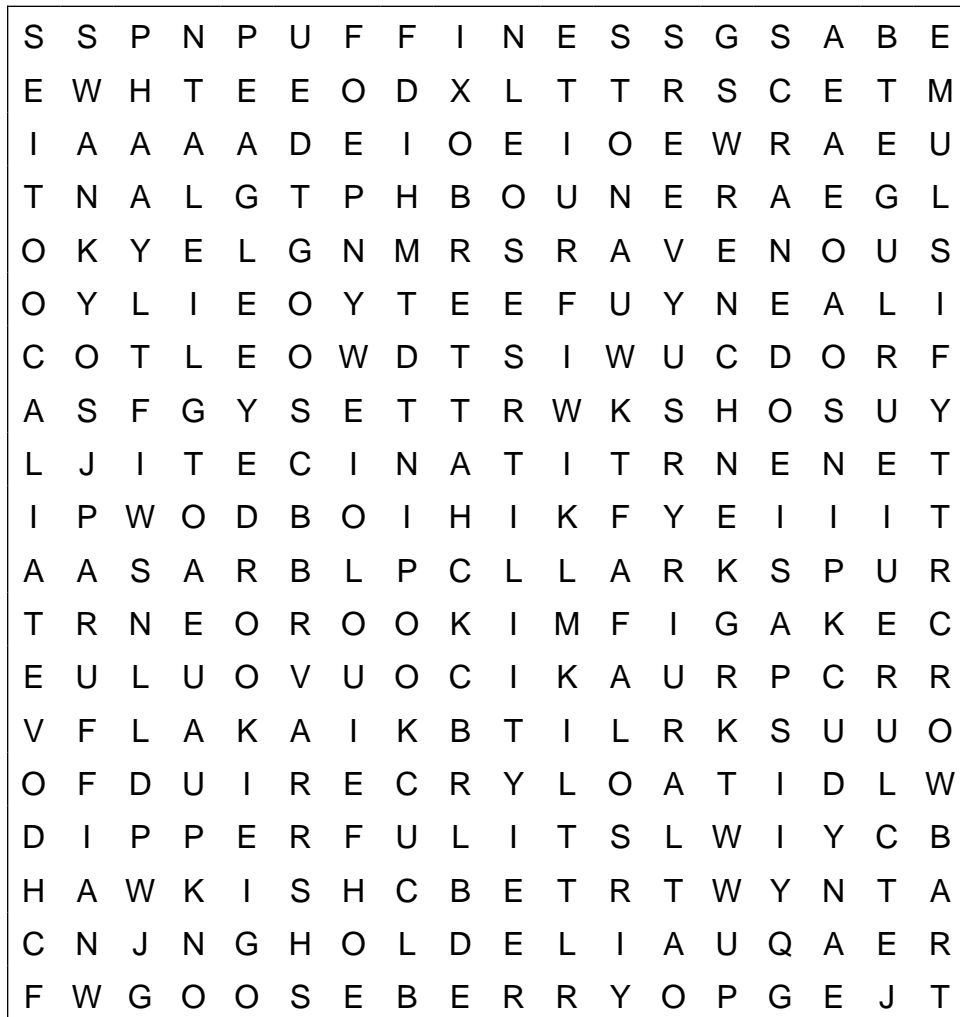 S S P N P U F F I N E S S G S A B E
E W H T E E O D X L T T R S C E T M
I A A A A D E I O E I O E W R A E U
T N A L G T P H B O U N E R A E G L
O K Y E L G N M R S R A V E N O U S
O Y L I E O Y T E E F U Y N E A L I
C O T L E O W D T S I W U C D O R F
A S F G Y S E T T R W K S H O S U Y
L J I T E C I N A T I T R N E N E T
I P W O D B O I H I K F Y E I I I T
A A S A R B L P C L L A R K S P U R
T R N E O R O O K I M F I G A K E C
E U L U O V U O C I K A U R P C R R
V F L A K A I K B T I L R K S U U O
O F D U I R E C R Y L O A T I D L W
D I P P E R F U L I T S L W I Y C B
H A W K I S H C B E T R T W Y N T A
C N J N G H O L D E L I A U Q A E R
F W G O O S E B E R R Y O P G E J T